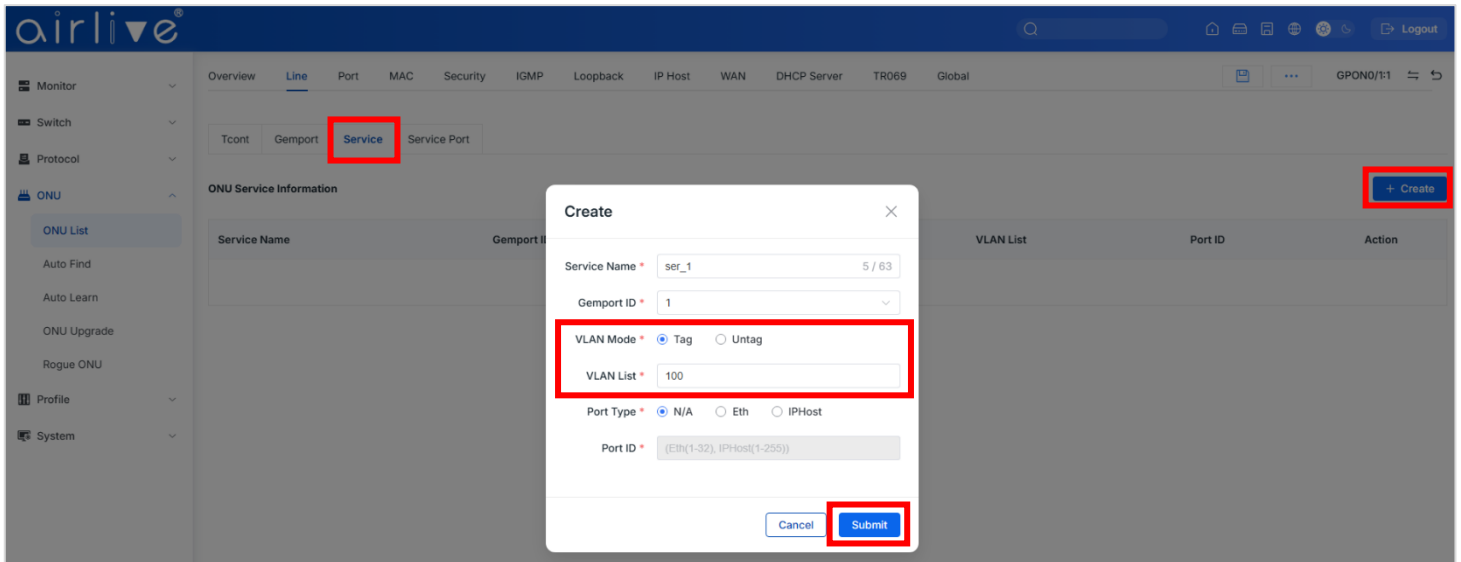 airlive®
Logout
Monitor
Switch
Protocol
ONU
ONU List
Auto Find
Auto Learn
ONU Upgrade
Rogue ONU
Profile
System
Overview Line Port MAC Security IGMP Loopback IP Host WAN DHCP Server TR069 Global
... GPON0/1:1
Tcont Gemport Service Service Port
ONU Service Information
+ Create
Service Name Gemport ID VLAN List Port ID Action
Create
Service Name * ser_1 5 / 63
Gemport ID * 1
VLAN Mode * Tag Untag
VLAN List * 100
Port Type * N/A Eth IPHost
Port ID * (Eth(1-32), IPHost(1-255))
Cancel Submit